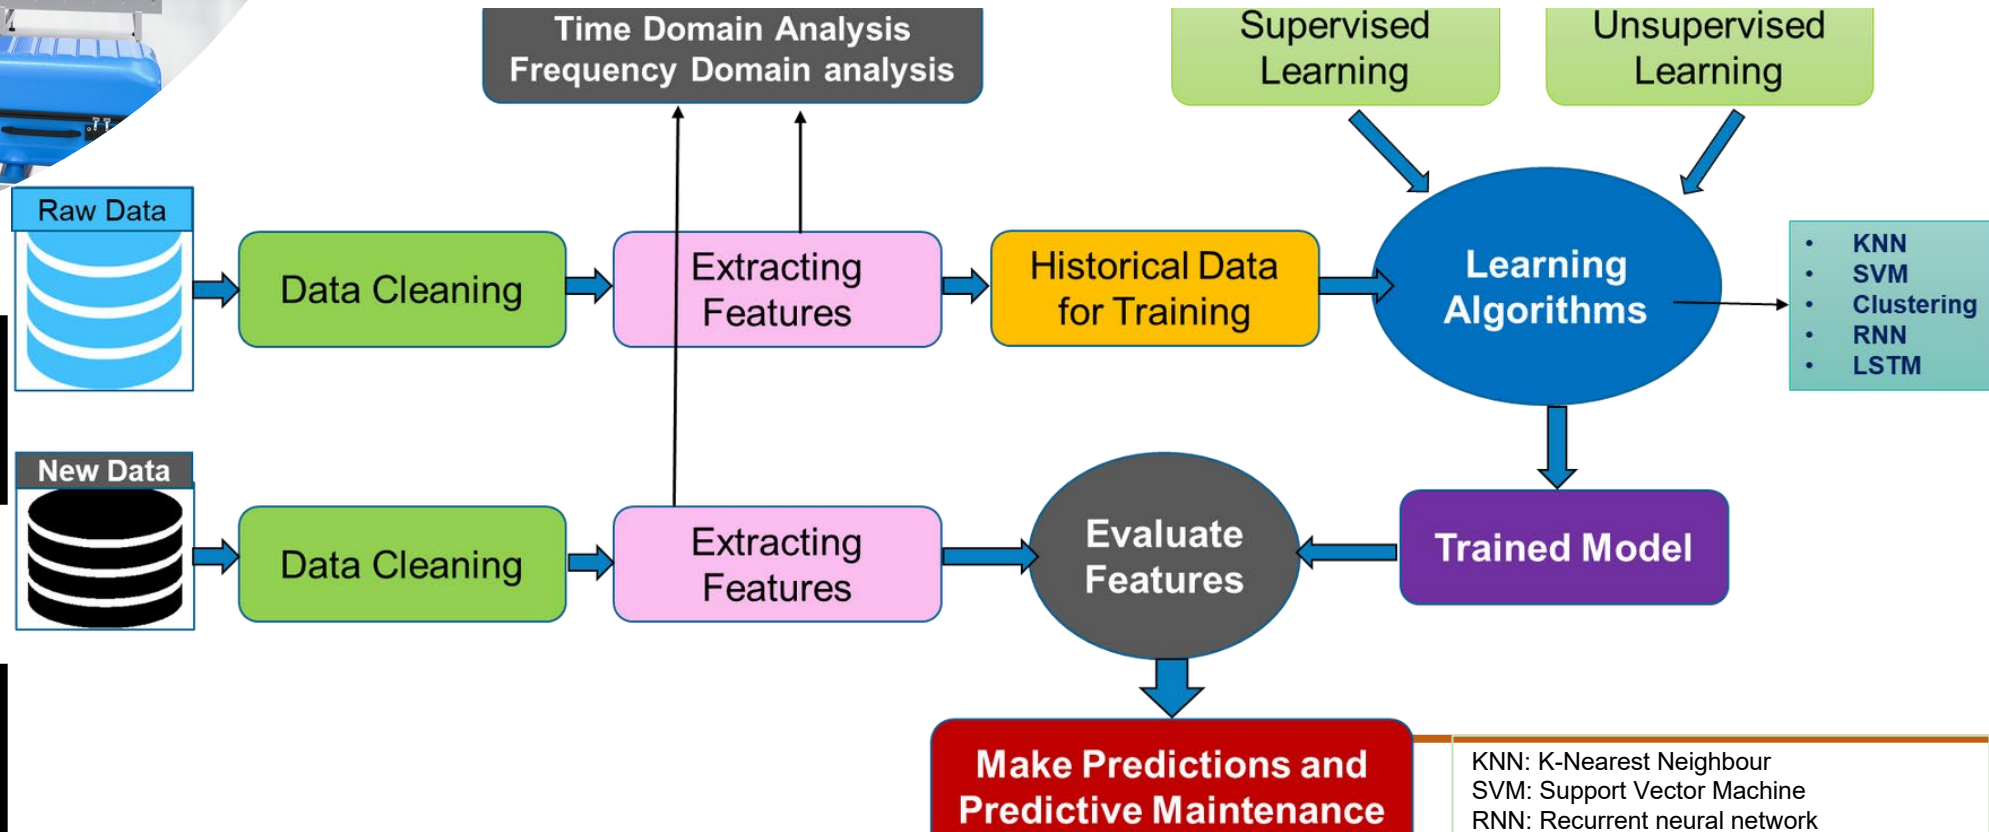 Time Domain Analysis
Frequency Domain analysis
Supervised
Learning
Unsupervised
Learning
Raw Data
Data Cleaning
Extracting
Features
Historical Data
for Training
Learning
Algorithms
• KNN
• SVM
• Clustering
• RNN
• LSTM
New Data
Data Cleaning
Extracting
Features
Evaluate
Features
Trained Model
Make Predictions and
Predictive Maintenance
KNN: K-Nearest Neighbour
SVM: Support Vector Machine
RNN: Recurrent neural network